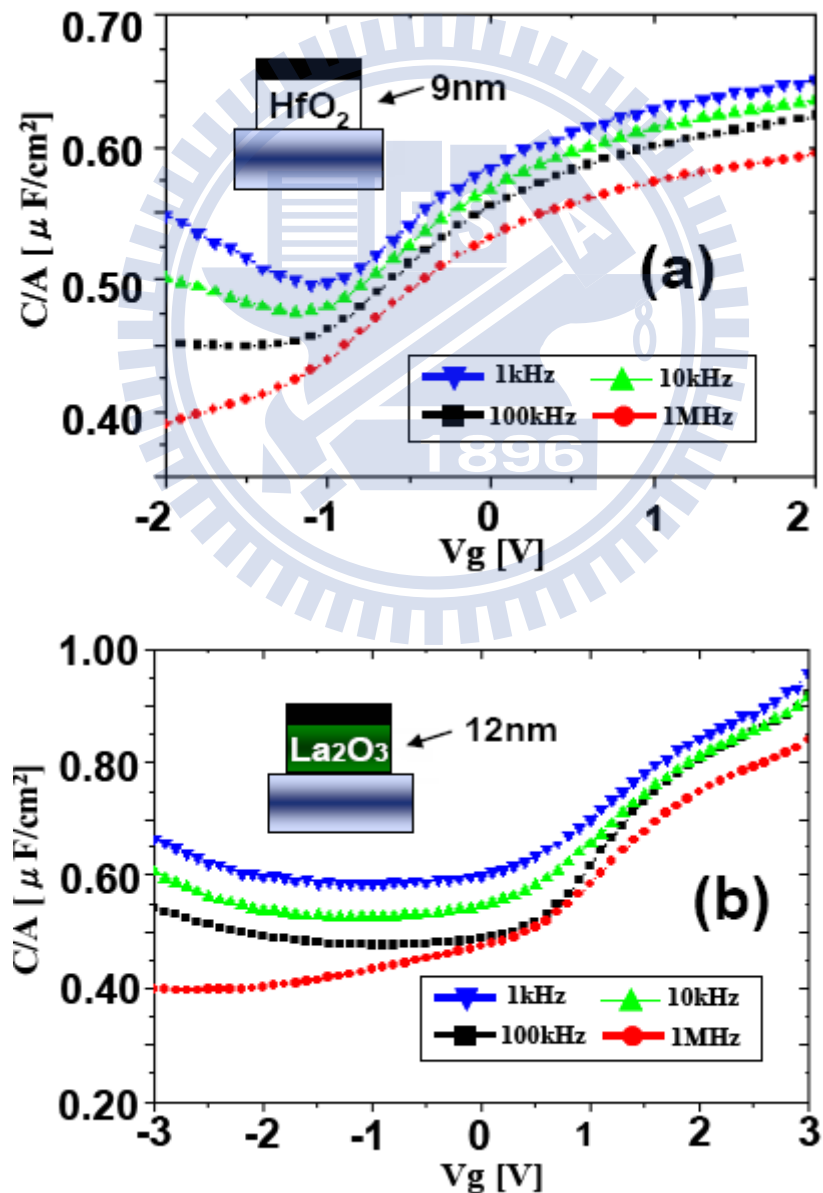 0.70
0.60
0.50
0.40
C/A [ μ F/cm²]
HfO₂
9nm
(a)
1kHz
10kHz
100kHz
1MHz
1896
-2
-1
0
1
2
Vg [V]
1.00
0.80
0.60
0.40
0.20
C/A [ μ F/cm²]
La₂O₃
12nm
(b)
1kHz
10kHz
100kHz
1MHz
-3
-2
-1
0
1
2
3
Vg [V]